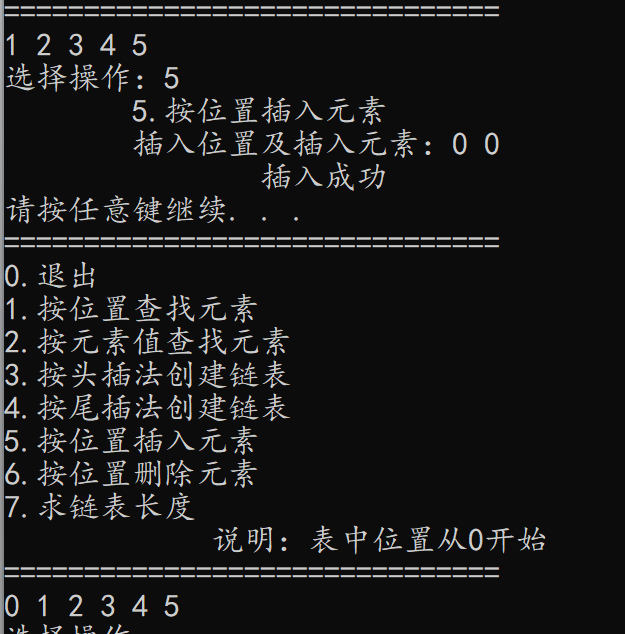 ===============================
1 2 3 4 5
选择操作：5
5.按位置插入元素
插入位置及插入元素：0 0
插入成功
请按任意键继续. . .
===============================
0.退出
1.按位置查找元素
2.按元素值查找元素
3.按头插法创建链表
4.按尾插法创建链表
5.按位置插入元素
6.按位置删除元素
7.求链表长度
说明：表中位置从0开始
===============================
0 1 2 3 4 5
选择操作